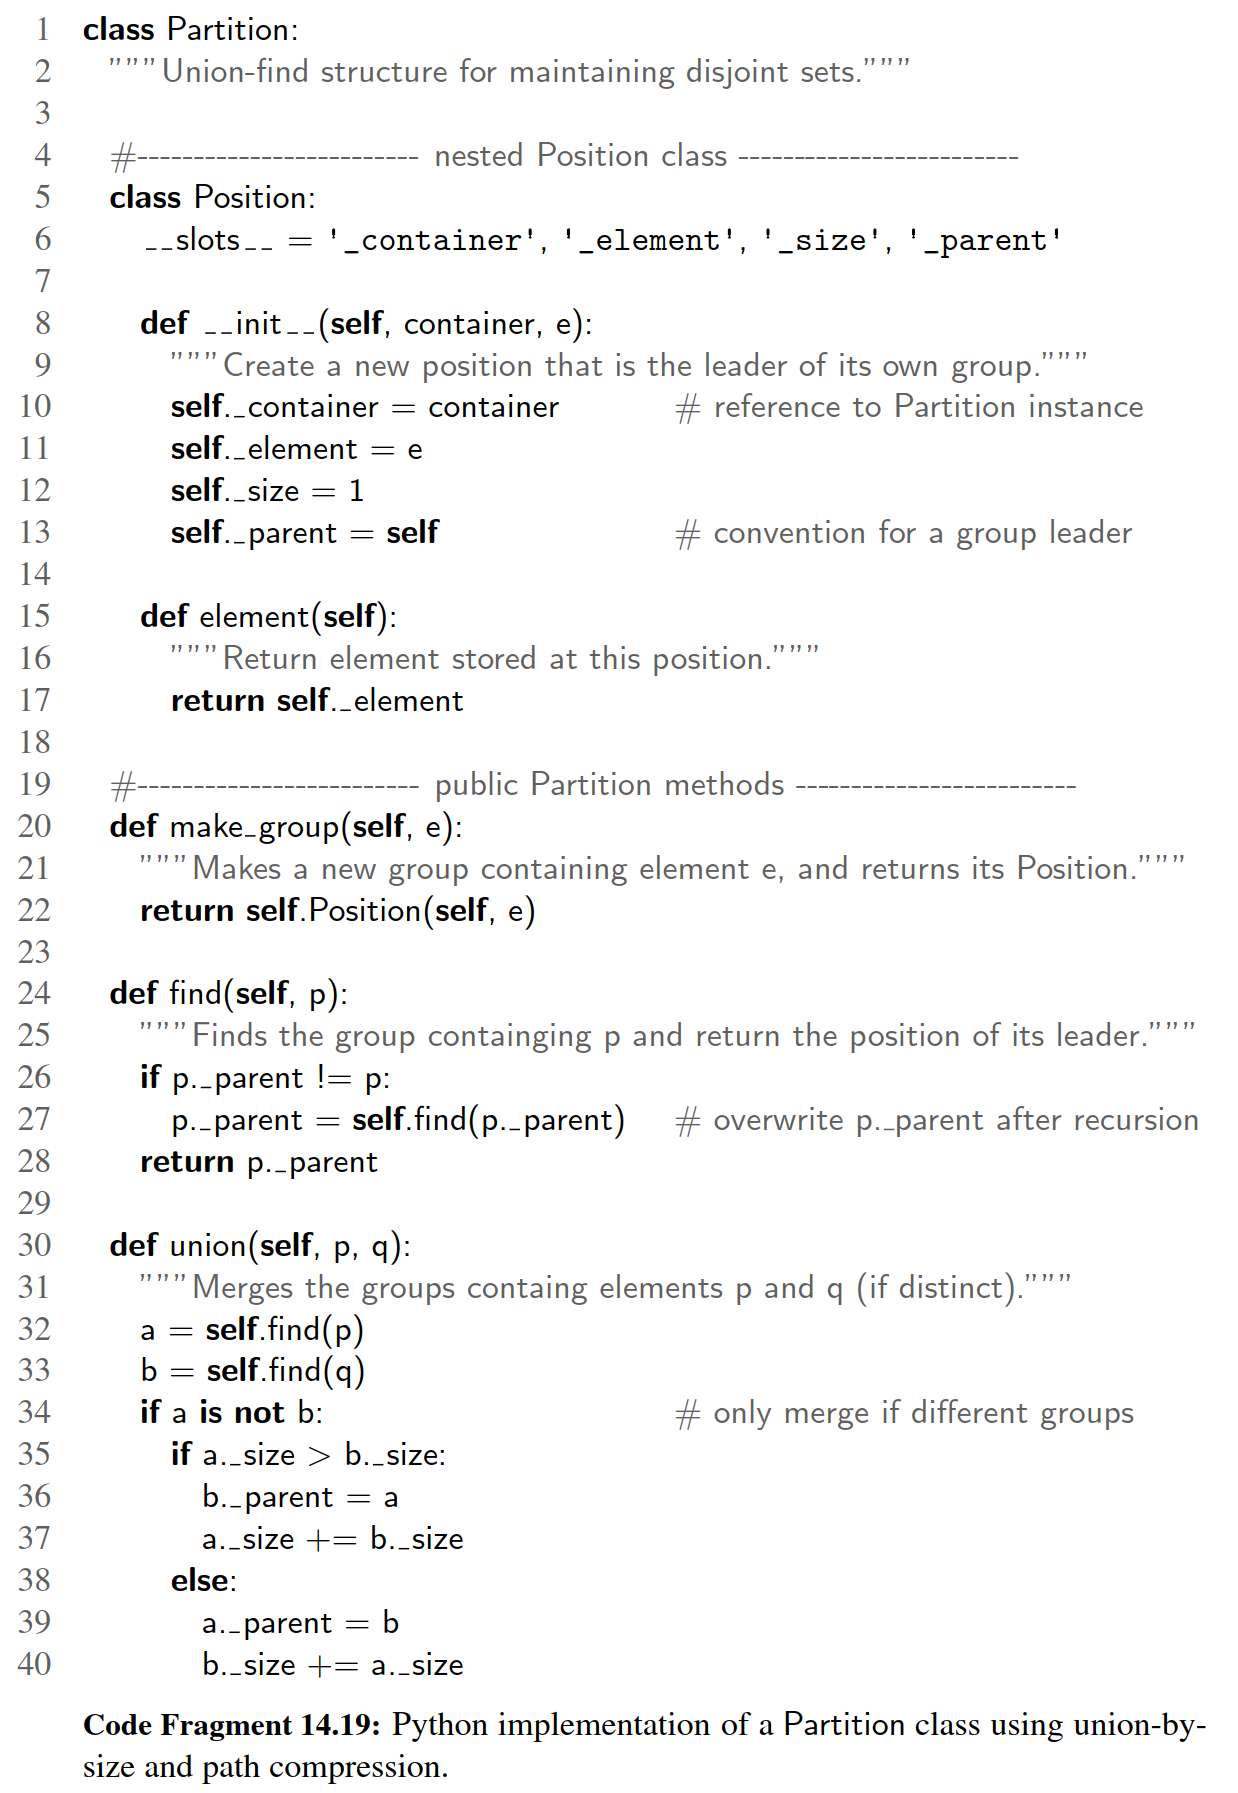 1 class Partition:
2 """Union-find structure for maintaining disjoint sets."""
3
4 #------------------------- nested Position class -------------------------
5 class Position:
6 __slots__ = '_container', '_element', '_size', '_parent'
7
8 def __init__(self, container, e):
9 """Create a new position that is the leader of its own group."""
10 self._container = container # reference to Partition instance
11 self._element = e
12 self._size = 1
13 self._parent = self # convention for a group leader
14
15 def element(self):
16 """Return element stored at this position."""
17 return self._element
18
19 #------------------------- public Partition methods -------------------------
20 def make_group(self, e):
21 """Makes a new group containing element e, and returns its Position."""
22 return self.Position(self, e)
23
24 def find(self, p):
25 """Finds the group containging p and return the position of its leader."""
26 if p._parent != p:
27 p._parent = self.find(p._parent) # overwrite p._parent after recursion
28 return p._parent
29
30 def union(self, p, q):
31 """Merges the groups containg elements p and q (if distinct)."""
32 a = self.find(p)
33 b = self.find(q)
34 if a is not b: # only merge if different groups
35 if a._size > b._size:
36 b._parent = a
37 a._size += b._size
38 else:
39 a._parent = b
40 b._size += a._size
Code Fragment 14.19: Python implementation of a Partition class using union-by-
size and path compression.